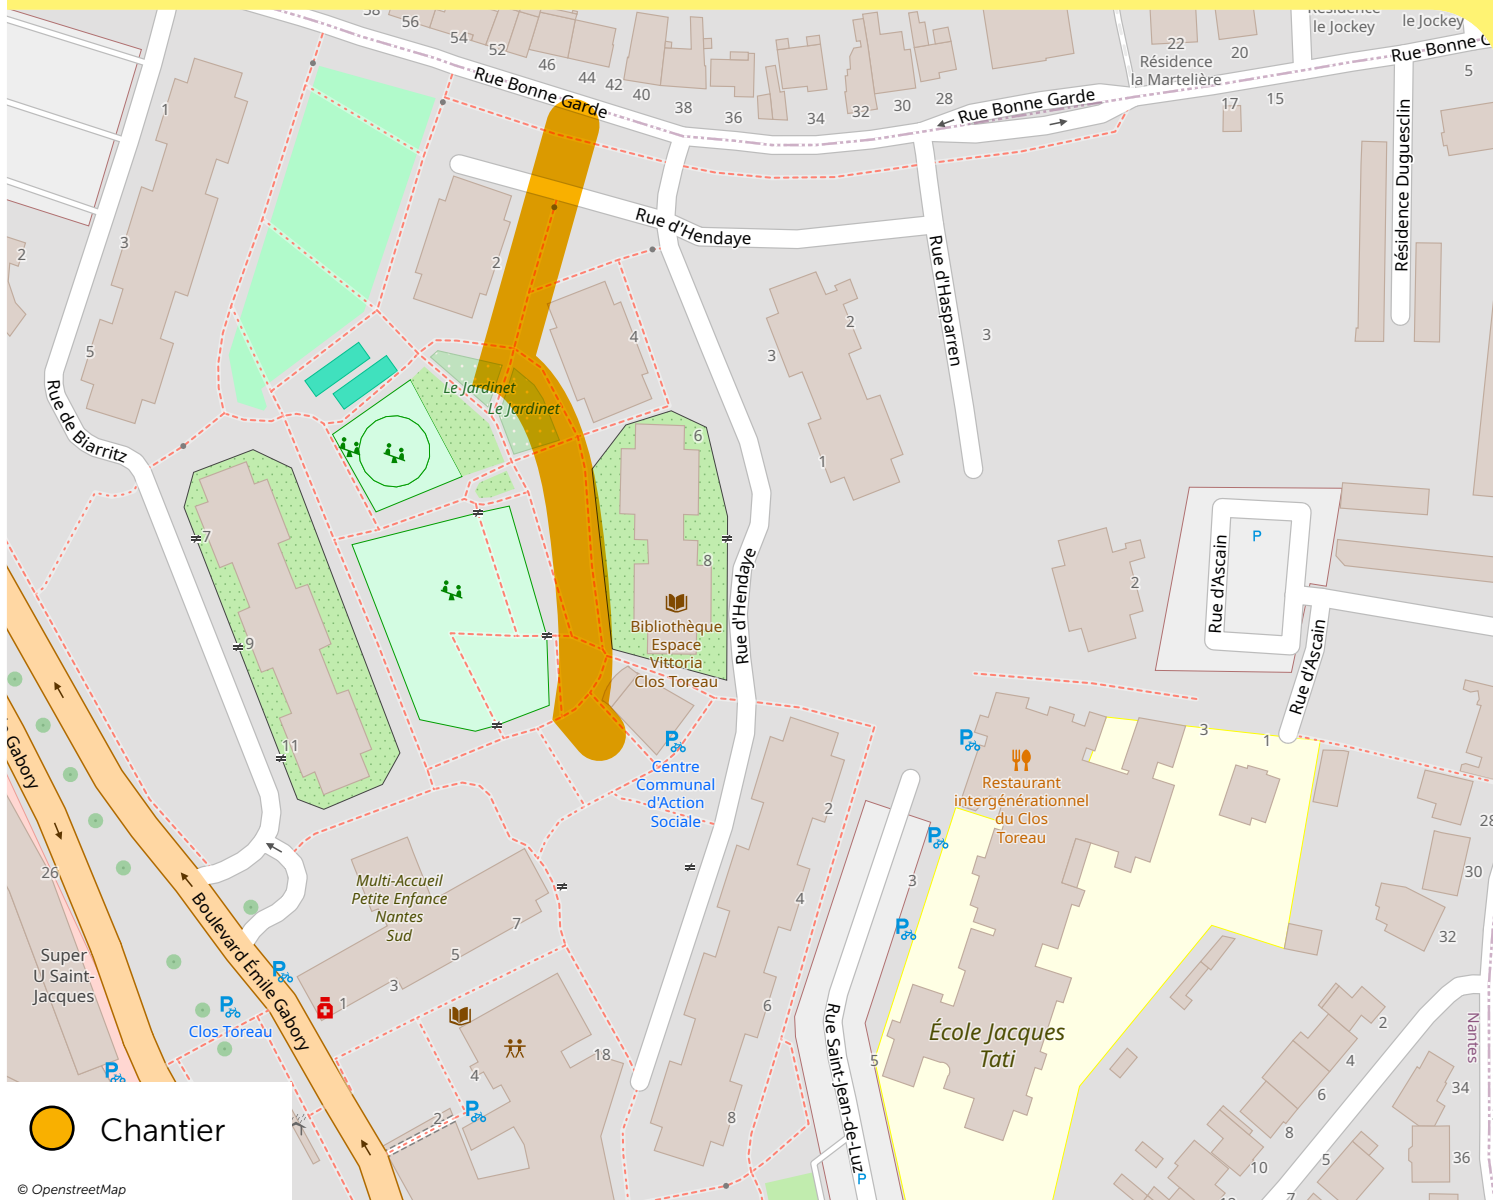 58
56
54
52
46
44
42
40
38
36
34
32
30
28
22
Résidence
la Martelière
20
17
15
Résidence
le Jockey
le Jockey
5
Rue Bonne Garde
Rue Bonne Garde
Rue Bonne G
Résidence Duguesclin
1
3
5
2
2
4
Rue d'Hendaye
Rue d'Hasparren
3
2
3
1
Le Jardinet
Le Jardinet
Rue de Biarritz
6
8
7
9
11
Rue d'Hendaye
Bibliothèque
Espace
Vittoria
Clos Toreau
P
Rue d'Ascain
Rue d'Ascain
2
3
1
P
Centre
Communal
d'Action
Sociale
P
Restaurant
intergénérationnel
du Clos
Toreau
P
P
2
4
6
8
3
5
Gabory
26
Super
U Saint-
Jacques
Boulevard Émile Gabory
Multi-Accueil
Petite Enfance
Nantes
Sud
7
5
3
1
P
P
Clos Toreau
P
18
4
2
P
École Jacques
Tati
Rue Saint-Jean-de-Luz
P
28
30
32
2
4
6
8
10
5
7
34
36
Nantes
Chantier
© OpenstreetMap